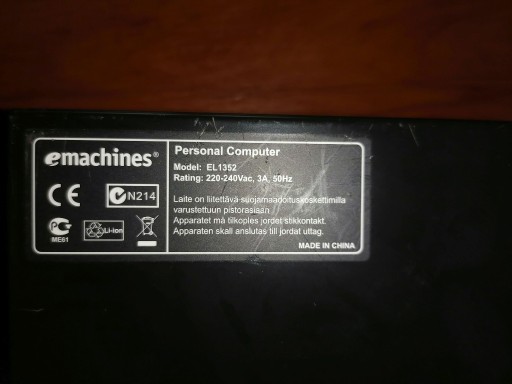 emachines®
Personal Computer
Model: EL1352
Rating: 220-240Vac, 3A, 50Hz
CE
N214
Laite on liitettävä suojamaadoituskoskettimilla
varustettuun pistorasiaan
Apparatet må tilkoples jordet stikkontakt.
Apparaten skall anslutas till jordat uttag.
ME61
Li-ion
MADE IN CHINA